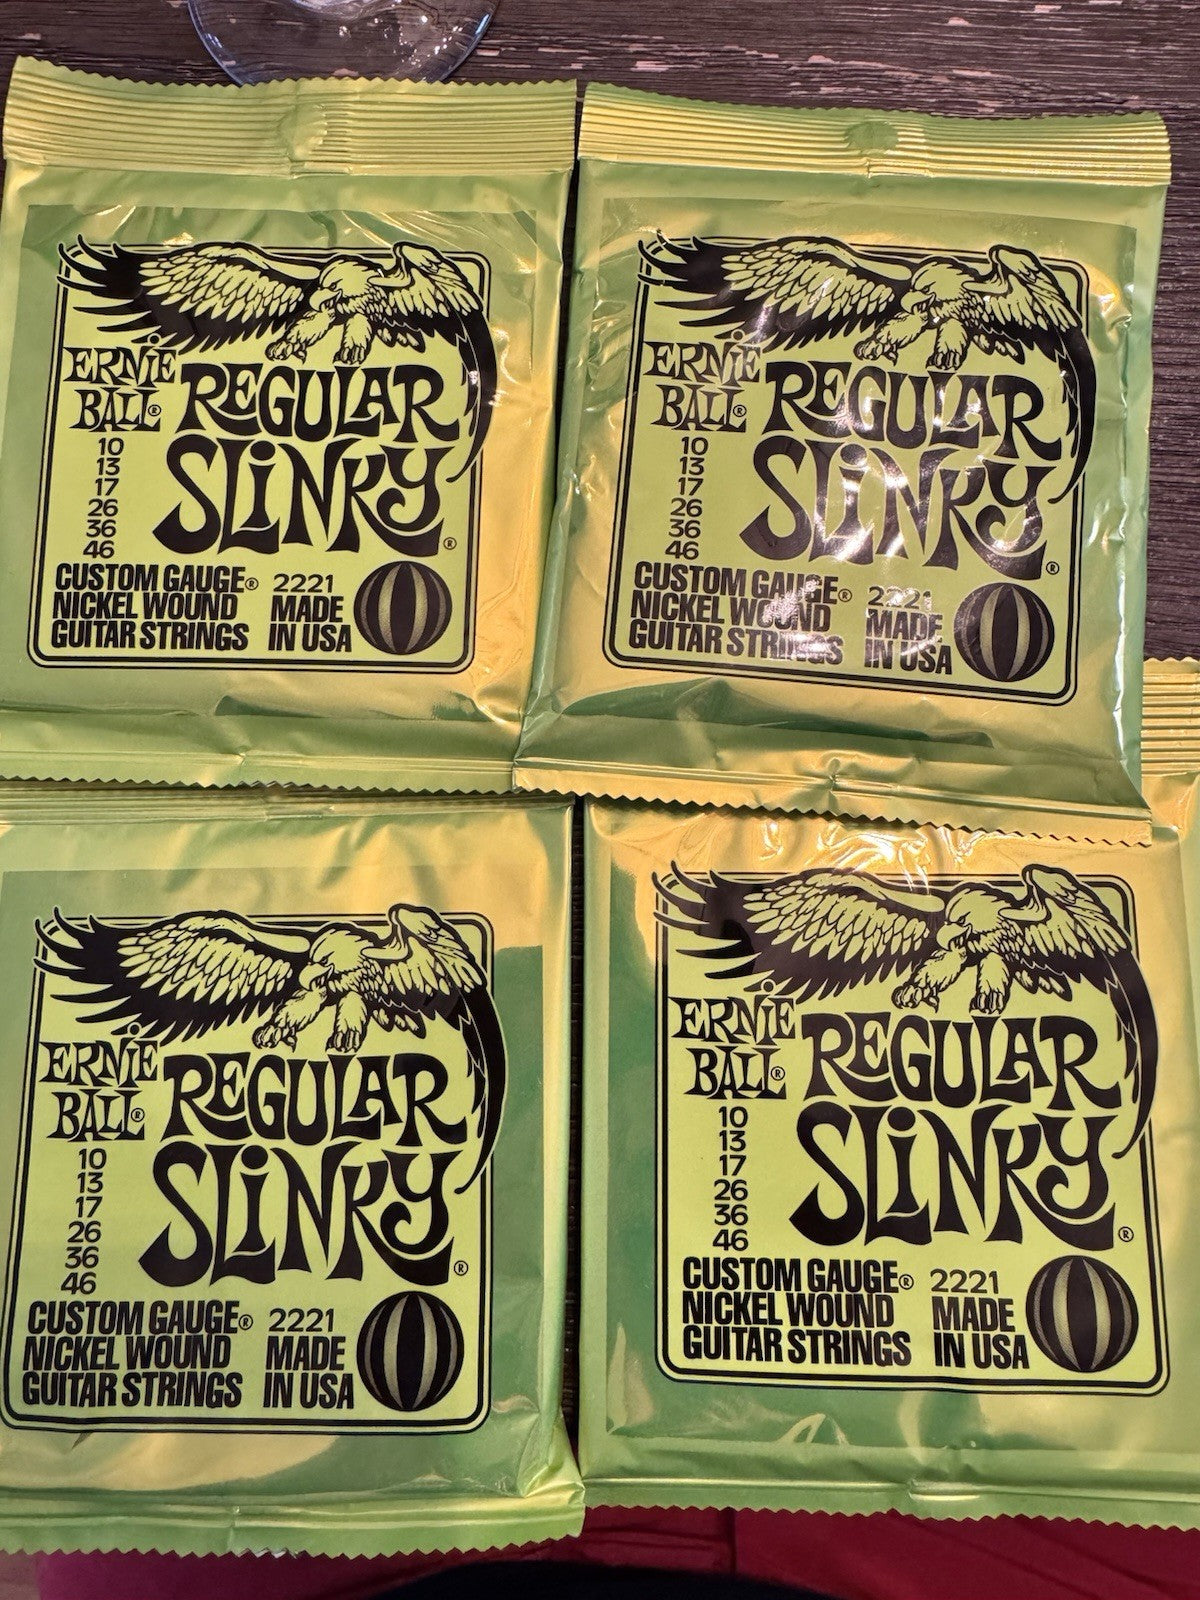 ERNIE
BALL®
REGULAR
SLINKY®
10
13
17
26
36
46
CUSTOM GAUGE®
NICKEL WOUND
GUITAR STRINGS
2221
MADE
IN USA
ERNIE
BALL®
REGULAR
SLINKY®
10
13
17
26
36
46
CUSTOM GAUGE®
NICKEL WOUND
GUITAR STRINGS
2221
MADE
IN USA
ERNIE
BALL®
REGULAR
SLINKY®
10
13
17
26
36
46
CUSTOM GAUGE®
NICKEL WOUND
GUITAR STRINGS
2221
MADE
IN USA
ERNIE
BALL®
REGULAR
SLINKY®
10
13
17
26
36
46
CUSTOM GAUGE®
NICKEL WOUND
GUITAR STRINGS
2221
MADE
IN USA